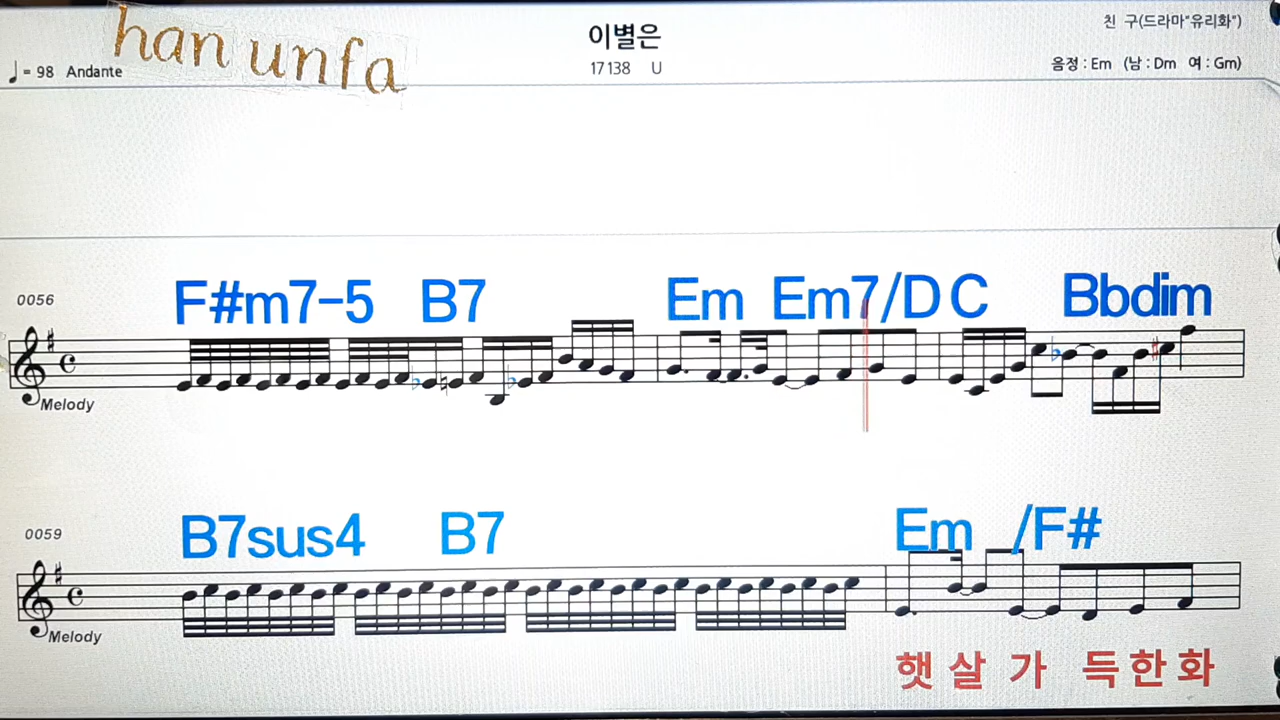 han unfa
이별은
친 구(드라마"유리화")
♩= 98 Andante
17138 U
음정 : Em (남 : Dm 여 : Gm)
F#m7-5 B7 Em Em7/D C Bbdim
0056
Melody
B7sus4 B7 Em /F#
0059
Melody
햇 살 가 득 한 화